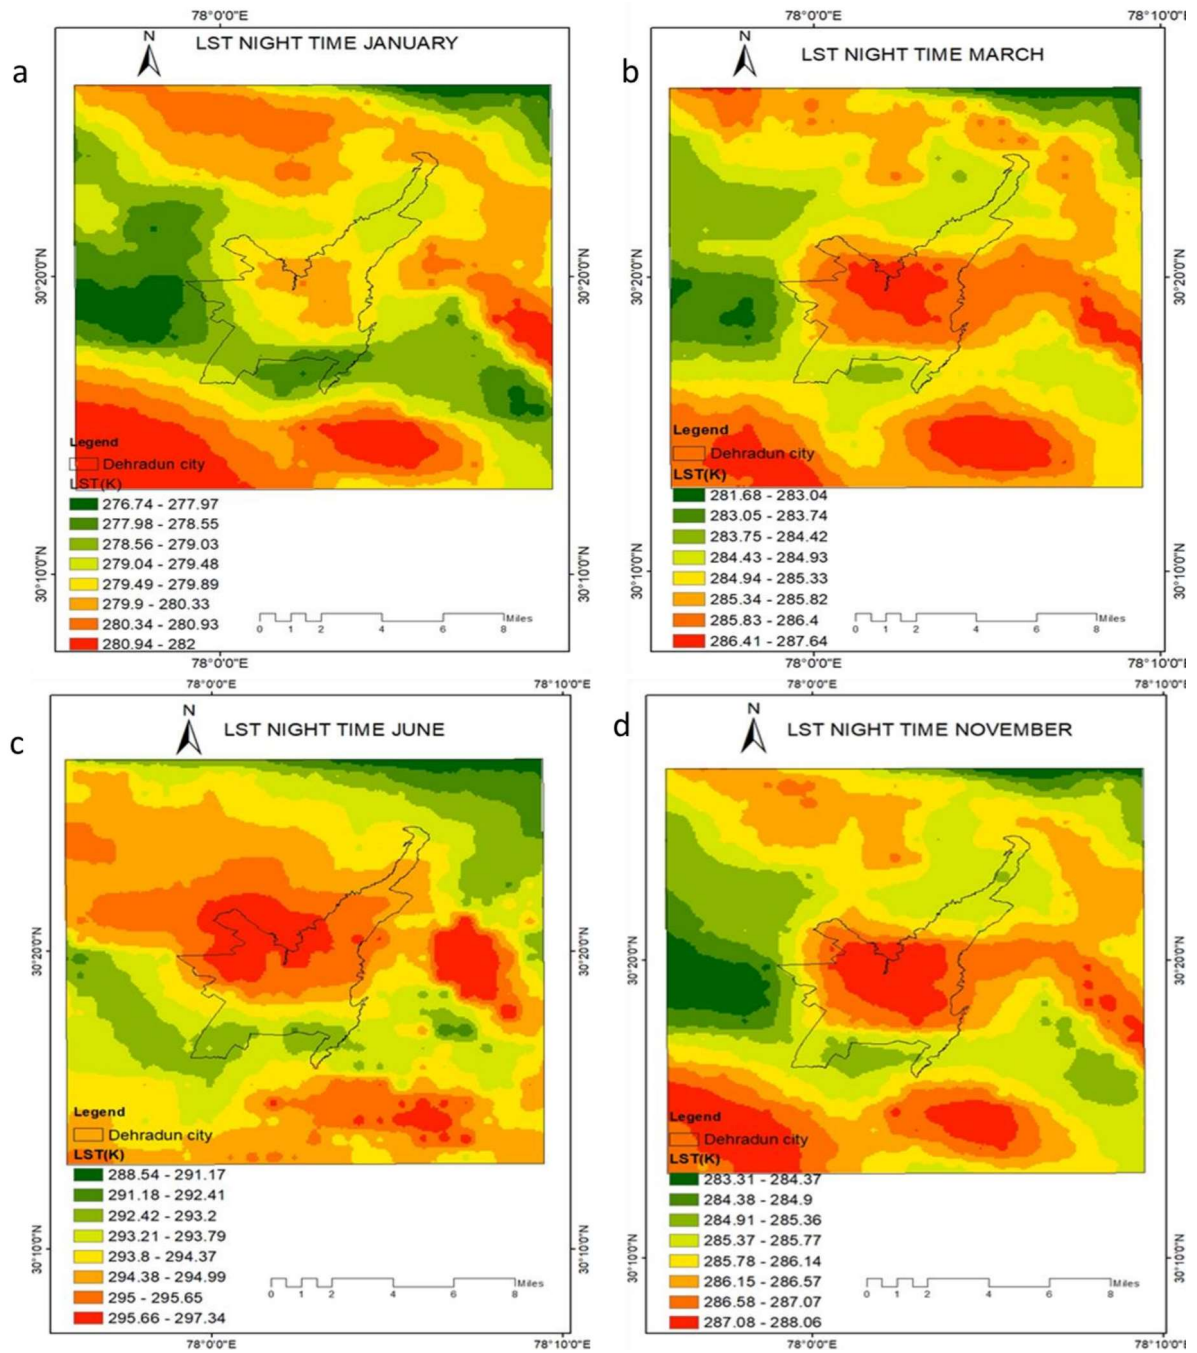 a
78°0'0"E
N
LST NIGHT TIME JANUARY
30°20'0"N
30°20'0"N
30°10'0"N
30°10'0"N
Legend
Dehradun city
LST(K)
276.74 - 277.97
277.98 - 278.55
278.56 - 279.03
279.04 - 279.48
279.49 - 279.89
279.9 - 280.33
280.34 - 280.93
280.94 - 282
0 1 2 4 6 8 Miles
78°0'0"E
b
78°0'0"E 78°10'0"E
N
LST NIGHT TIME MARCH
30°20'0"N
30°20'0"N
30°10'0"N
30°10'0"N
Legend
Dehradun city
LST(K)
281.68 - 283.04
283.05 - 283.74
283.75 - 284.42
284.43 - 284.93
284.94 - 285.33
285.34 - 285.82
285.83 - 286.4
286.41 - 287.64
0 1 2 4 6 8 Miles
78°0'0"E 78°10'0"E
c
78°0'0"E 78°10'0"E
N
LST NIGHT TIME JUNE
30°20'0"N
30°20'0"N
30°10'0"N
30°10'0"N
Legend
Dehradun city
LST(K)
288.54 - 291.17
291.18 - 292.41
292.42 - 293.2
293.21 - 293.79
293.8 - 294.37
294.38 - 294.99
295 - 295.65
295.66 - 297.34
0 1 2 4 6 8 Miles
78°0'0"E 78°10'0"E
d
78°0'0"E 78°10'0"E
N
LST NIGHT TIME NOVEMBER
30°20'0"N
30°20'0"N
30°10'0"N
30°10'0"N
Legend
Dehradun city
LST(K)
283.31 - 284.37
284.38 - 284.9
284.91 - 285.36
285.37 - 285.77
285.78 - 286.14
286.15 - 286.57
286.58 - 287.07
287.08 - 288.06
0 1 2 4 6 8 Miles
78°0'0"E 78°10'0"E